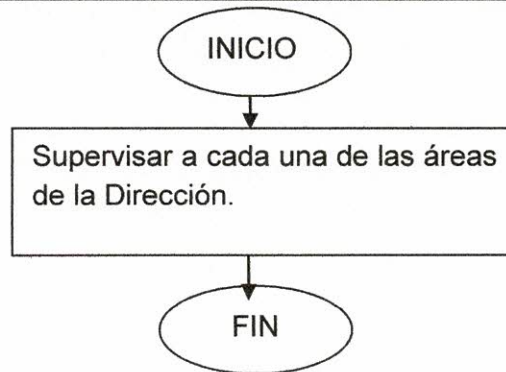 INICIO
Supervisar a cada una de las áreas
de la Dirección.
FIN